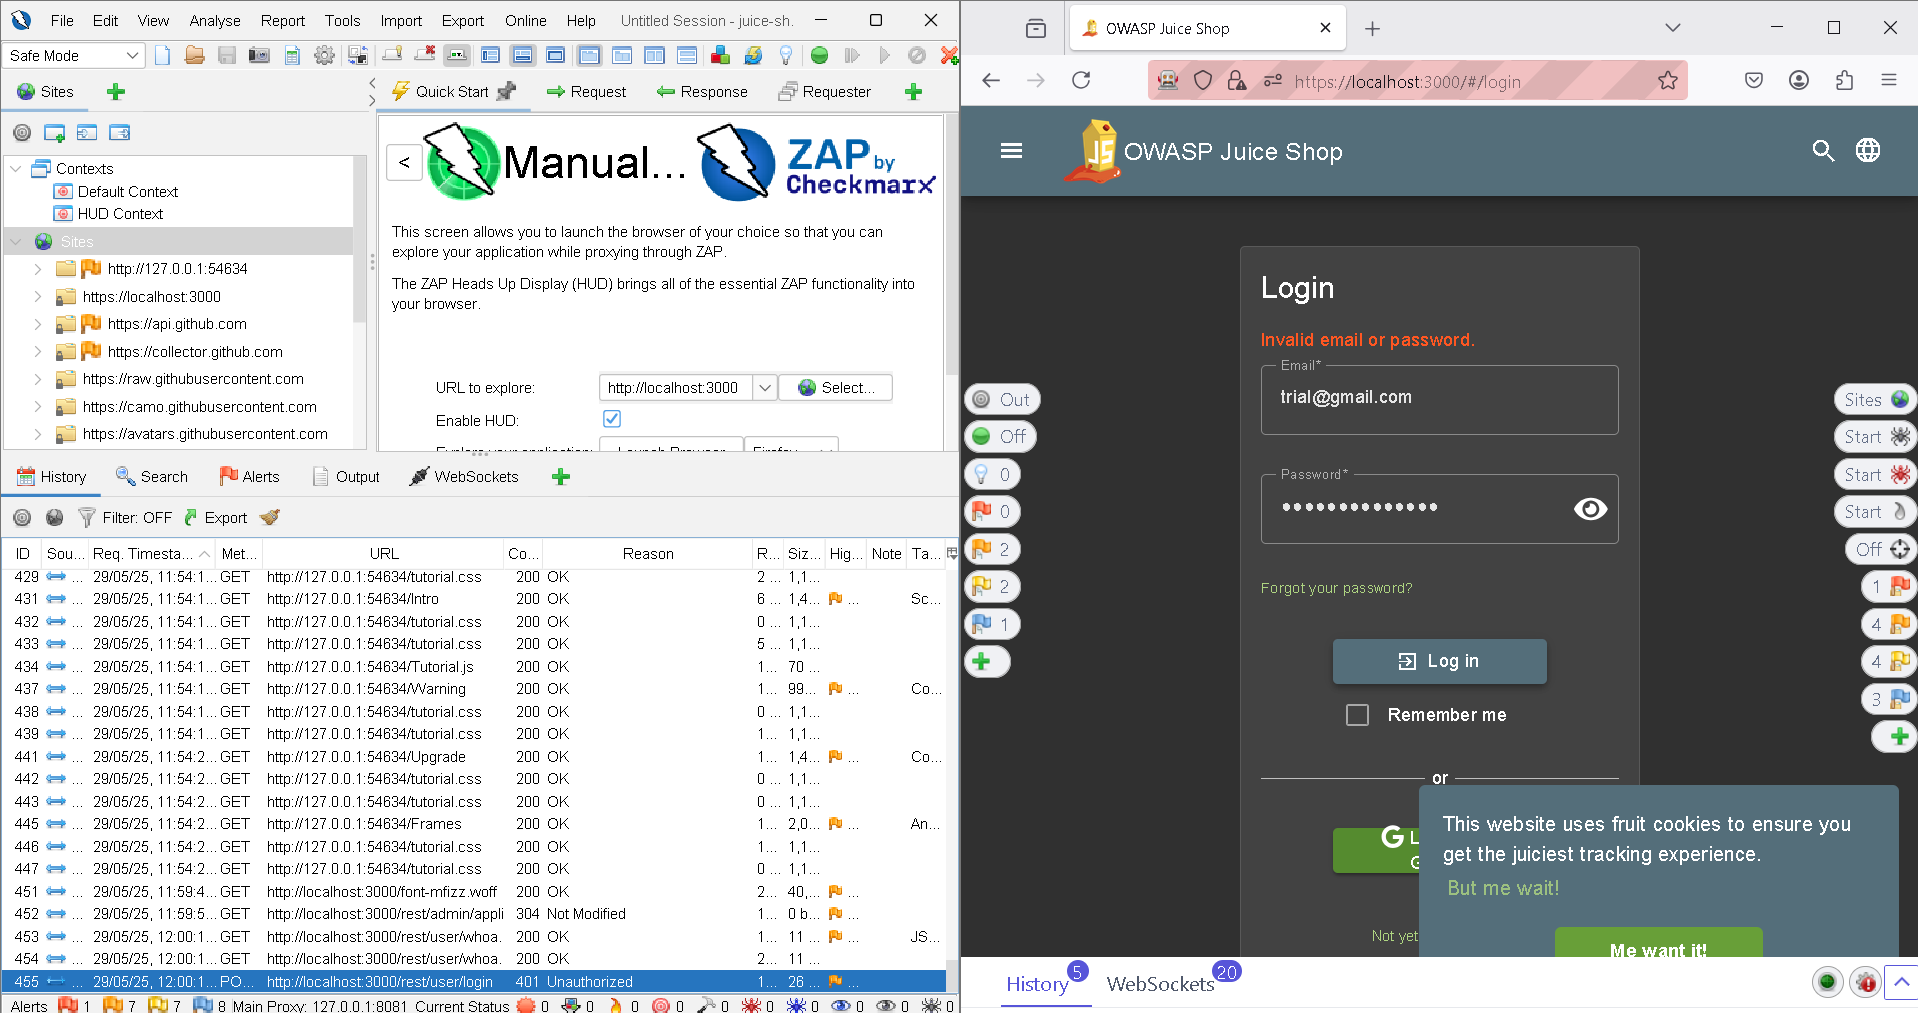 File Edit View Analyse Report Tools Import Export Online Help Untitled Session - juice-sh.
Safe Mode
Sites
Quick Start Request Response Requester
Contexts
Default Context
HUD Context
Sites
http://127.0.0.1:54634
https://localhost:3000
https://api.github.com
https://collector.github.com
https://raw.githubusercontent.com
https://camo.githubusercontent.com
https://avatars.githubusercontent.com
<
Manual...
ZAP by
Checkmarx
This screen allows you to launch the browser of your choice so that you can
explore your application while proxying through ZAP.
The ZAP Heads Up Display (HUD) brings all of the essential ZAP functionality into
your browser.
URL to explore: http://localhost:3000 Select...
Enable HUD:
Explore your application: Launch Browser Firefox
History Search Alerts Output WebSockets
Filter: OFF Export
ID Sou... Req. Timesta... Met... URL Co... Reason R... Siz... Hig... Note Ta...
429 ... 29/05/25, 11:54:1... GET http://127.0.0.1:54634/tutorial.css 200 OK 2 ... 1,1...
431 ... 29/05/25, 11:54:1... GET http://127.0.0.1:54634/Intro 200 OK 6 ... 1,4... ... Sc...
432 ... 29/05/25, 11:54:1... GET http://127.0.0.1:54634/tutorial.css 200 OK 0 ... 1,1...
433 ... 29/05/25, 11:54:1... GET http://127.0.0.1:54634/tutorial.css 200 OK 5 ... 1,1...
434 ... 29/05/25, 11:54:1... GET http://127.0.0.1:54634/Tutorial.js 200 OK 1... 70 ...
437 ... 29/05/25, 11:54:1... GET http://127.0.0.1:54634/Warning 200 OK 1... 99... ... Co...
438 ... 29/05/25, 11:54:1... GET http://127.0.0.1:54634/tutorial.css 200 OK 0 ... 1,1...
439 ... 29/05/25, 11:54:1... GET http://127.0.0.1:54634/tutorial.css 200 OK 1... 1,1...
441 ... 29/05/25, 11:54:2... GET http://127.0.0.1:54634/Upgrade 200 OK 1... 1,4... ... Co...
442 ... 29/05/25, 11:54:2... GET http://127.0.0.1:54634/tutorial.css 200 OK 0 ... 1,1...
443 ... 29/05/25, 11:54:2... GET http://127.0.0.1:54634/tutorial.css 200 OK 0 ... 1,1...
445 ... 29/05/25, 11:54:2... GET http://127.0.0.1:54634/Frames 200 OK 1... 2,0... ... An...
446 ... 29/05/25, 11:54:2... GET http://127.0.0.1:54634/tutorial.css 200 OK 1... 1,1...
447 ... 29/05/25, 11:54:2... GET http://127.0.0.1:54634/tutorial.css 200 OK 0 ... 1,1...
451 ... 29/05/25, 11:59:4... GET http://localhost:3000/font-mfizz.woff 200 OK 2... 40,... ...
452 ... 29/05/25, 11:59:5... GET http://localhost:3000/rest/admin/appli 304 Not Modified 1... 0 b... ...
453 ... 29/05/25, 12:00:1... GET http://localhost:3000/rest/user/whoa. 200 OK 1... 11 ... ... JS...
454 ... 29/05/25, 12:00:1... GET http://localhost:3000/rest/user/whoa. 200 OK 2... 11 ...
455 ... 29/05/25, 12:00:1... PO... http://localhost:3000/rest/user/login 401 Unauthorized 1... 26 ... ...
Alerts 1 7 7 8 Main Proxy: 127.0.0.1:8081 Current Status 0 0 0 0 0 0 0 0 0 0
OWASP Juice Shop
https://localhost:3000/#/login
JS
OWASP Juice Shop
Login
Invalid email or password.
Email*
trial@gmail.com
Password*
Forgot your password?
Log in
Remember me
or
G L
G
Not yet
This website uses fruit cookies to ensure you
get the juiciest tracking experience.
But me wait!
Me want it!
Out
Off
0
0
2
2
1
Sites
Start
Start
Start
Off
1
4
4
3
History 5 WebSockets 20